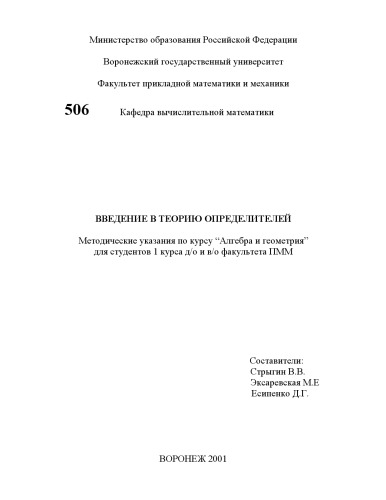 Министерство образования Российской Федерации
Воронежский государственный университет
Факультет прикладной математики и механики
506 Кафедра вычислительной математики
ВВЕДЕНИЕ В ТЕОРИЮ ОПРЕДЕЛИТЕЛЕЙ
Методические указания по курсу “Алгебра и геометрия”
для студентов 1 курса д/о и в/о факультета ПММ
Составители:
Стрыгин В.В.
Эксаревская М.Е
Есипенко Д.Г.
ВОРОНЕЖ 2001